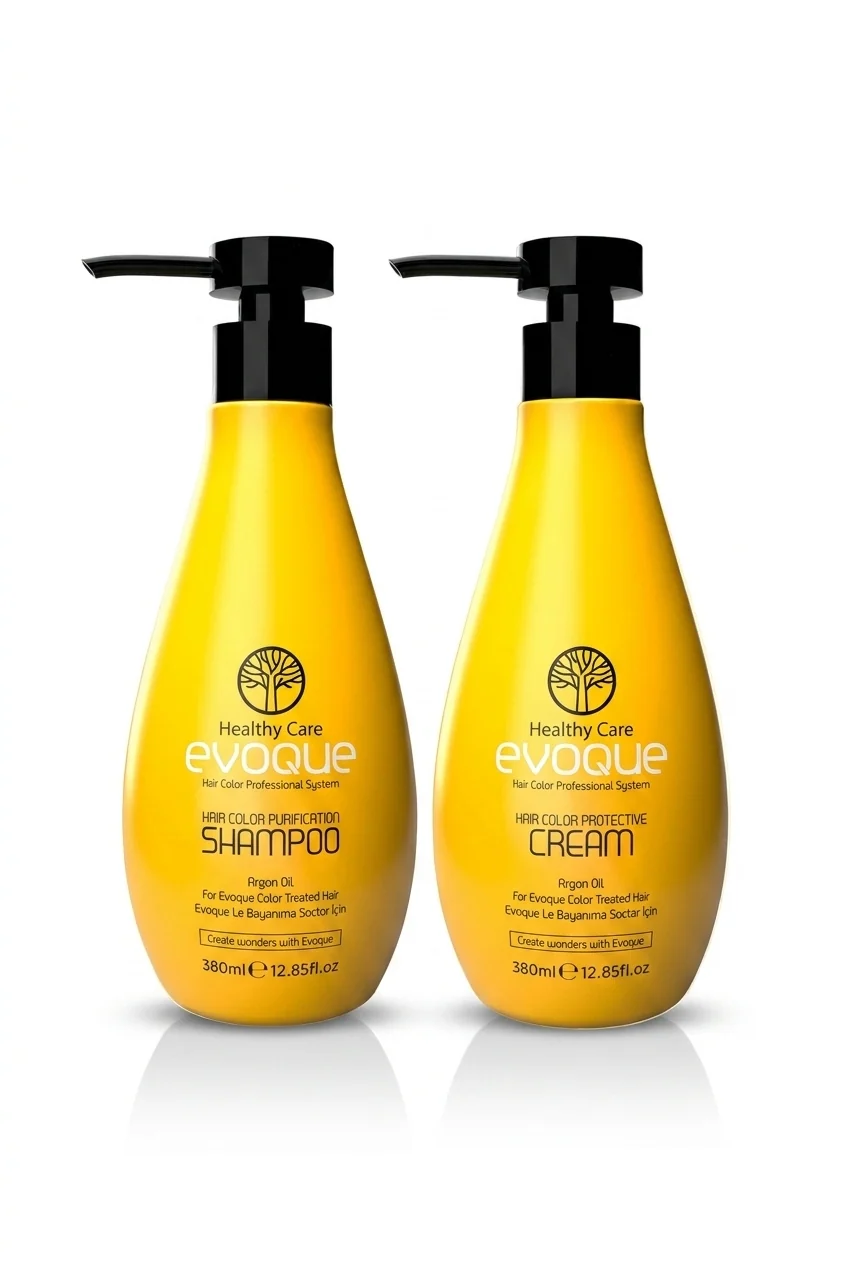 Healthy Care
evoque
Hair Color Professional System
HAIR COLOR PURIFICATION
SHAMPOO
Argon Oil
For Evoque Color Treated Hair
Evoque Le Bayanıma Soctor İçin
Create wonders with Evoque
380ml e 12.85fl.oz
Healthy Care
evoque
Hair Color Professional System
HAIR COLOR PROTECTIVE
CREAM
Argon Oil
For Evoque Color Treated Hair
Evoque Le Bayanıma Soctar İçin
Create wonders with Evoque
380ml e 12.85fl.oz